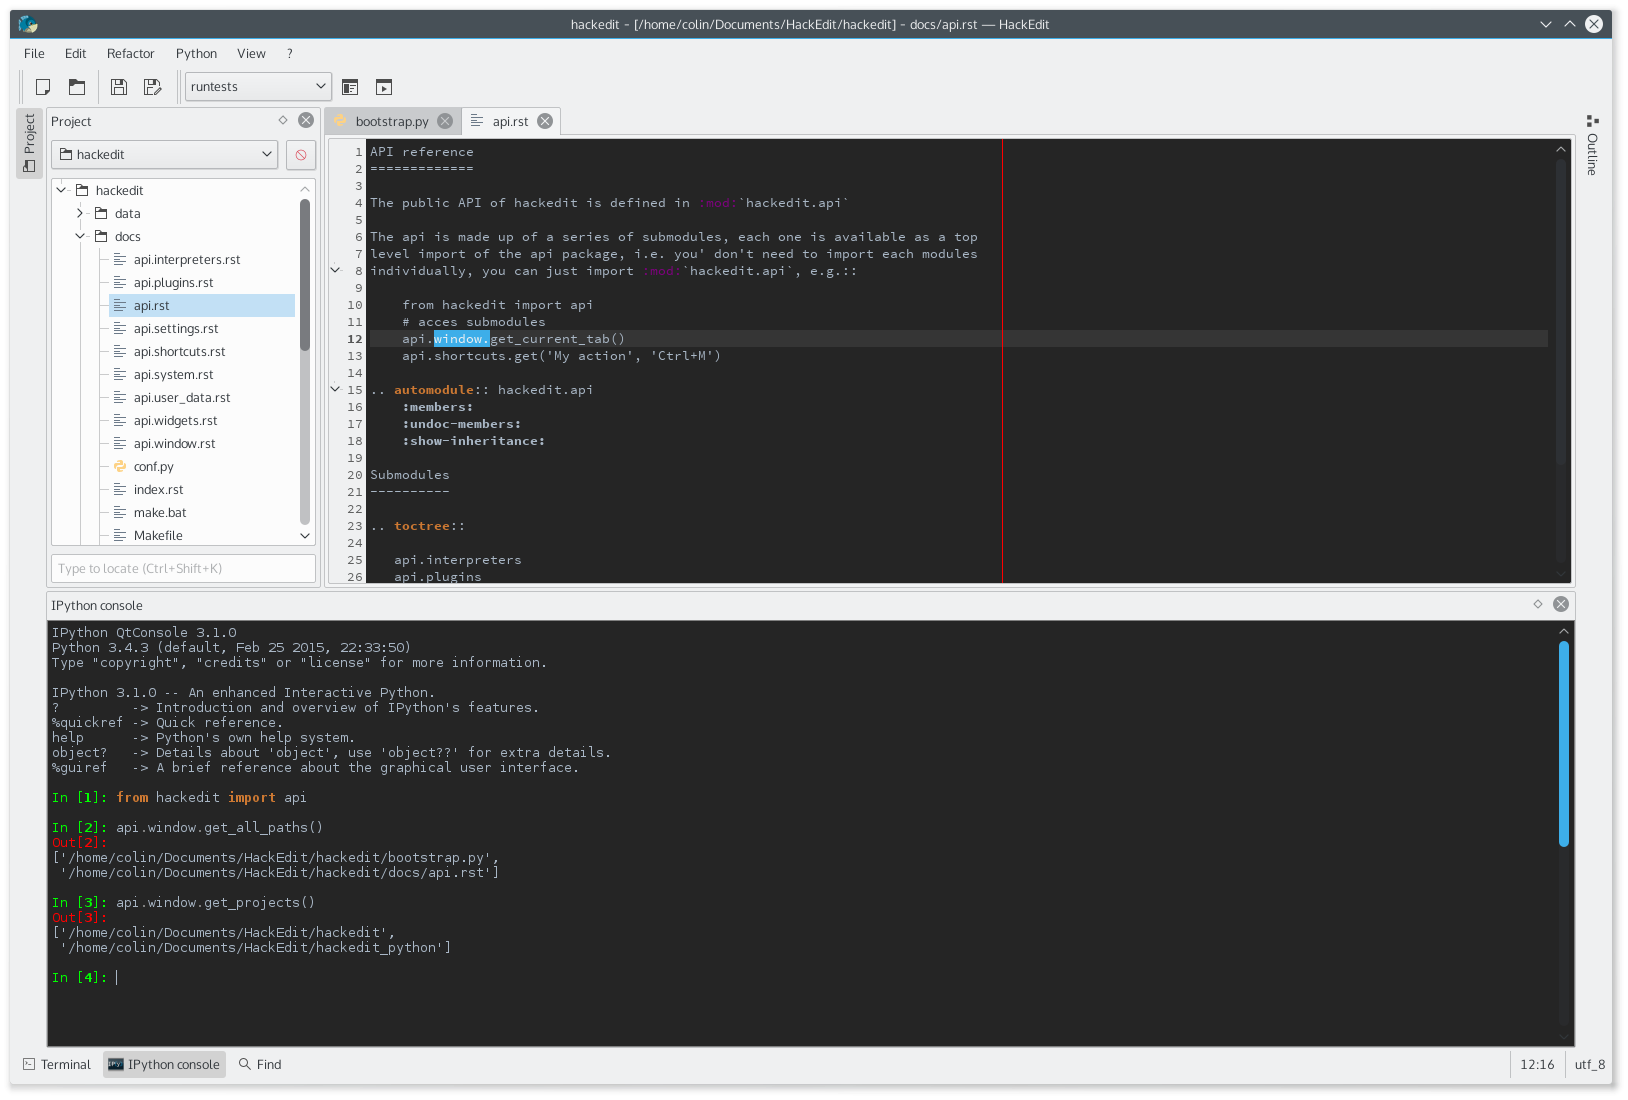 hackedit - [/home/colin/Documents/HackEdit/hackedit] - docs/api.rst — HackEdit
File Edit Refactor Python View ?
runtests
Project
Project
hackedit
hackedit
data
docs
api.interpreters.rst
api.plugins.rst
api.rst
api.settings.rst
api.shortcuts.rst
api.system.rst
api.user_data.rst
api.widgets.rst
api.window.rst
conf.py
index.rst
make.bat
Makefile
Type to locate (Ctrl+Shift+K)
bootstrap.py api.rst
1 API reference
2 =============
3
4 The public API of hackedit is defined in :mod:`hackedit.api`
5
6 The api is made up of a series of submodules, each one is available as a top
7 level import of the api package, i.e. you' don't need to import each modules
8 individually, you can just import :mod:`hackedit.api`, e.g.::
9
10     from hackedit import api
11     # acces submodules
12     api.window.get_current_tab()
13     api.shortcuts.get('My action', 'Ctrl+M')
14
15 .. automodule:: hackedit.api
16     :members:
17     :undoc-members:
18     :show-inheritance:
19
20 Submodules
21 ----------
22
23 .. toctree::
24
25    api.interpreters
26    api.plugins
Outline
IPython console
IPython QtConsole 3.1.0
Python 3.4.3 (default, Feb 25 2015, 22:33:50)
Type "copyright", "credits" or "license" for more information.
IPython 3.1.0 -- An enhanced Interactive Python.
?         -> Introduction and overview of IPython's features.
%quickref -> Quick reference.
help      -> Python's own help system.
object?   -> Details about 'object', use 'object??' for extra details.
%guiref   -> A brief reference about the graphical user interface.
In [1]: from hackedit import api
In [2]: api.window.get_all_paths()
Out[2]:
['/home/colin/Documents/HackEdit/hackedit/bootstrap.py',
 '/home/colin/Documents/HackEdit/hackedit/docs/api.rst']
In [3]: api.window.get_projects()
Out[3]:
['/home/colin/Documents/HackEdit/hackedit',
 '/home/colin/Documents/HackEdit/hackedit_python']
In [4]:
Terminal IPython console Find 12:16 utf_8